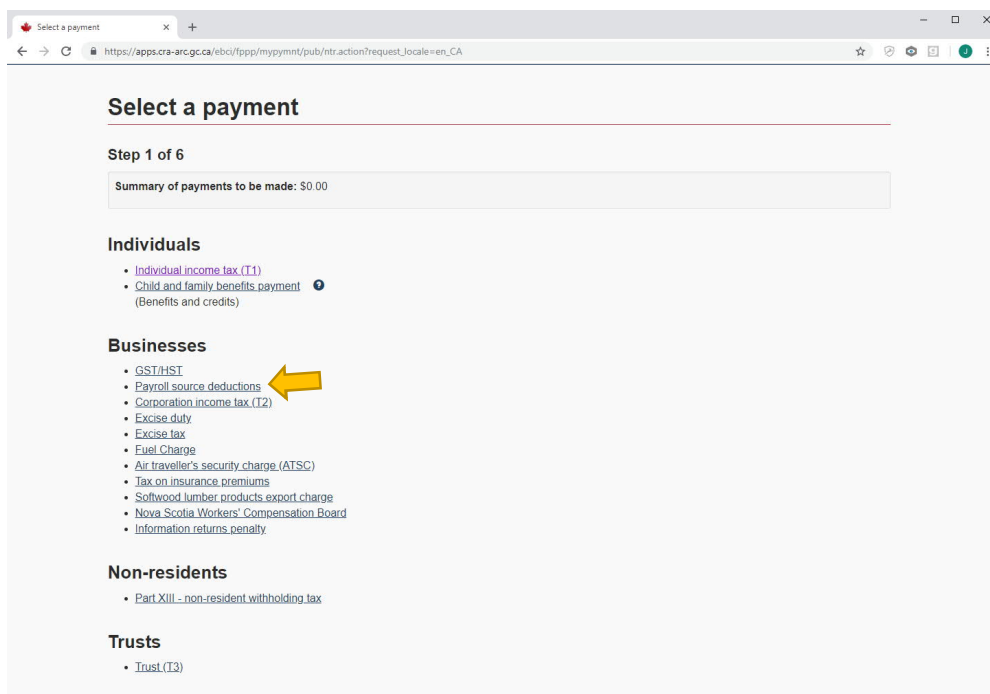 Select a payment
https://apps.cra-arc.gc.ca/ebci/fppp/mypymnt/pub/ntr.action?request_locale=en_CA
J
Select a payment
Step 1 of 6
Summary of payments to be made: $0.00
Individuals
Individual income tax (T1)
Child and family benefits payment ?
(Benefits and credits)
Businesses
GST/HST
Payroll source deductions
Corporation income tax (T2)
Excise duty
Excise tax
Fuel Charge
Air traveller's security charge (ATSC)
Tax on insurance premiums
Softwood lumber products export charge
Nova Scotia Workers' Compensation Board
Information returns penalty
Non-residents
Part XIII - non-resident withholding tax
Trusts
Trust (T3)